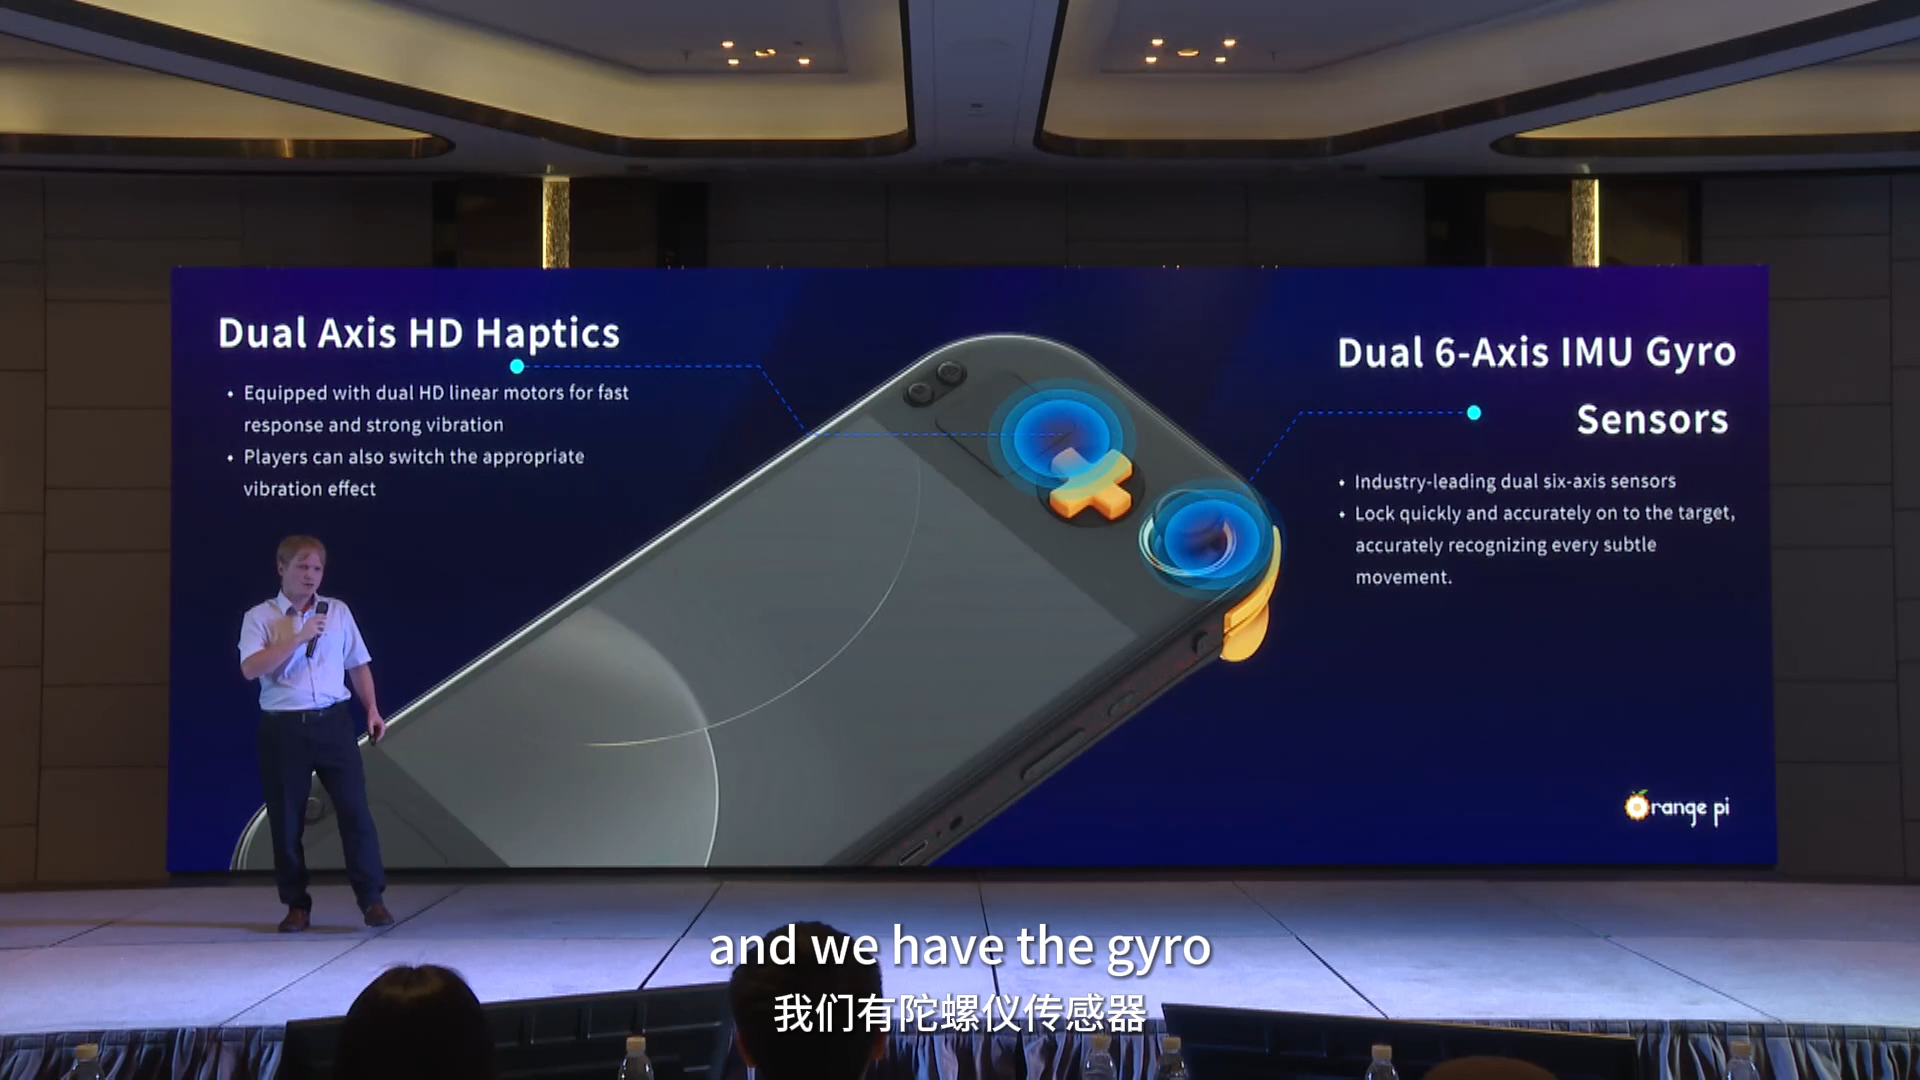 Dual Axis HD Haptics
• Equipped with dual HD linear motors for fast
response and strong vibration
• Players can also switch the appropriate
vibration effect
Dual 6-Axis IMU Gyro
Sensors
• Industry-leading dual six-axis sensors
• Lock quickly and accurately on to the target,
accurately recognizing every subtle
movement.
range pi
and we have the gyro
我们有陀螺仪传感器